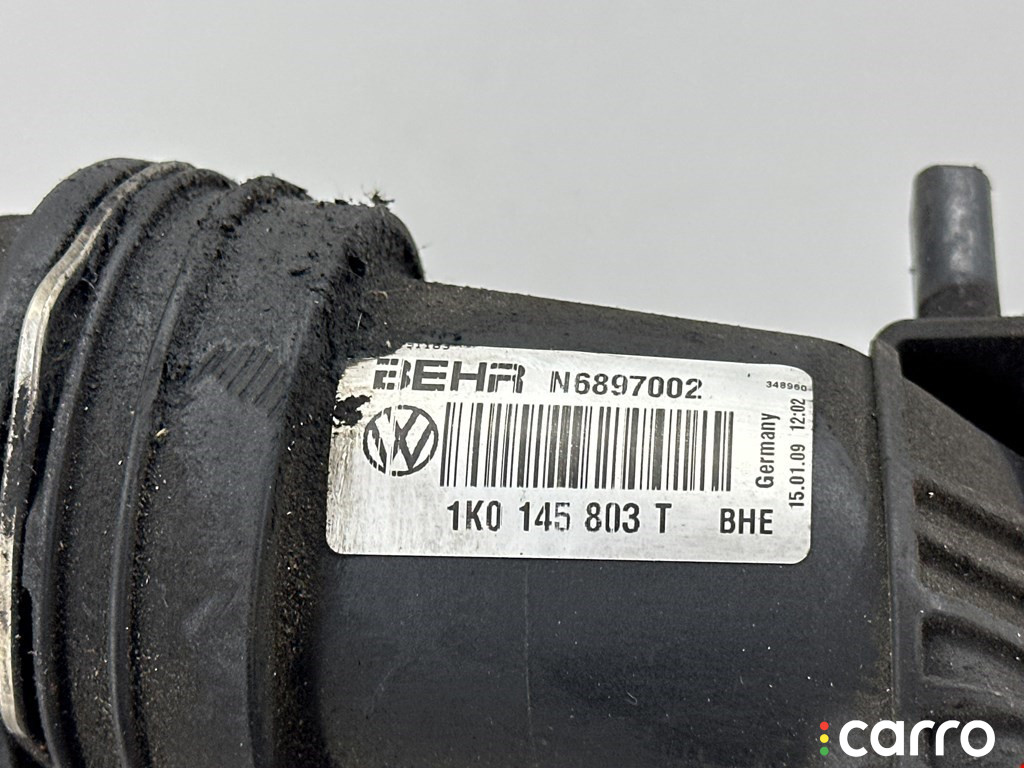 BEHR N6897002
348960
Germany
15.01.09 12:02
1K0 145 803 T BHE
carro